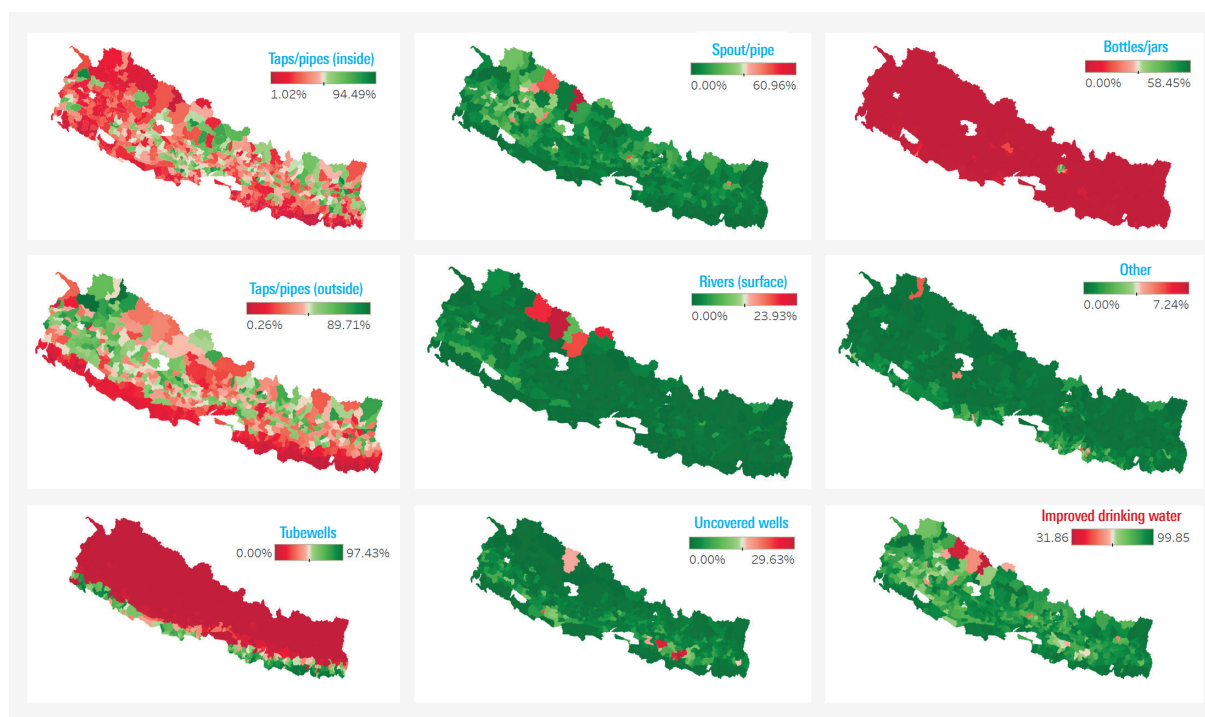 Taps/pipes (inside)
1.02% 94.49%
Spout/pipe
0.00% 60.96%
Bottles/jars
0.00% 58.45%
Taps/pipes (outside)
0.26% 89.71%
Rivers (surface)
0.00% 23.93%
Other
0.00% 7.24%
Tubewells
0.00% 97.43%
Uncovered wells
0.00% 29.63%
Improved drinking water
31.86 99.85